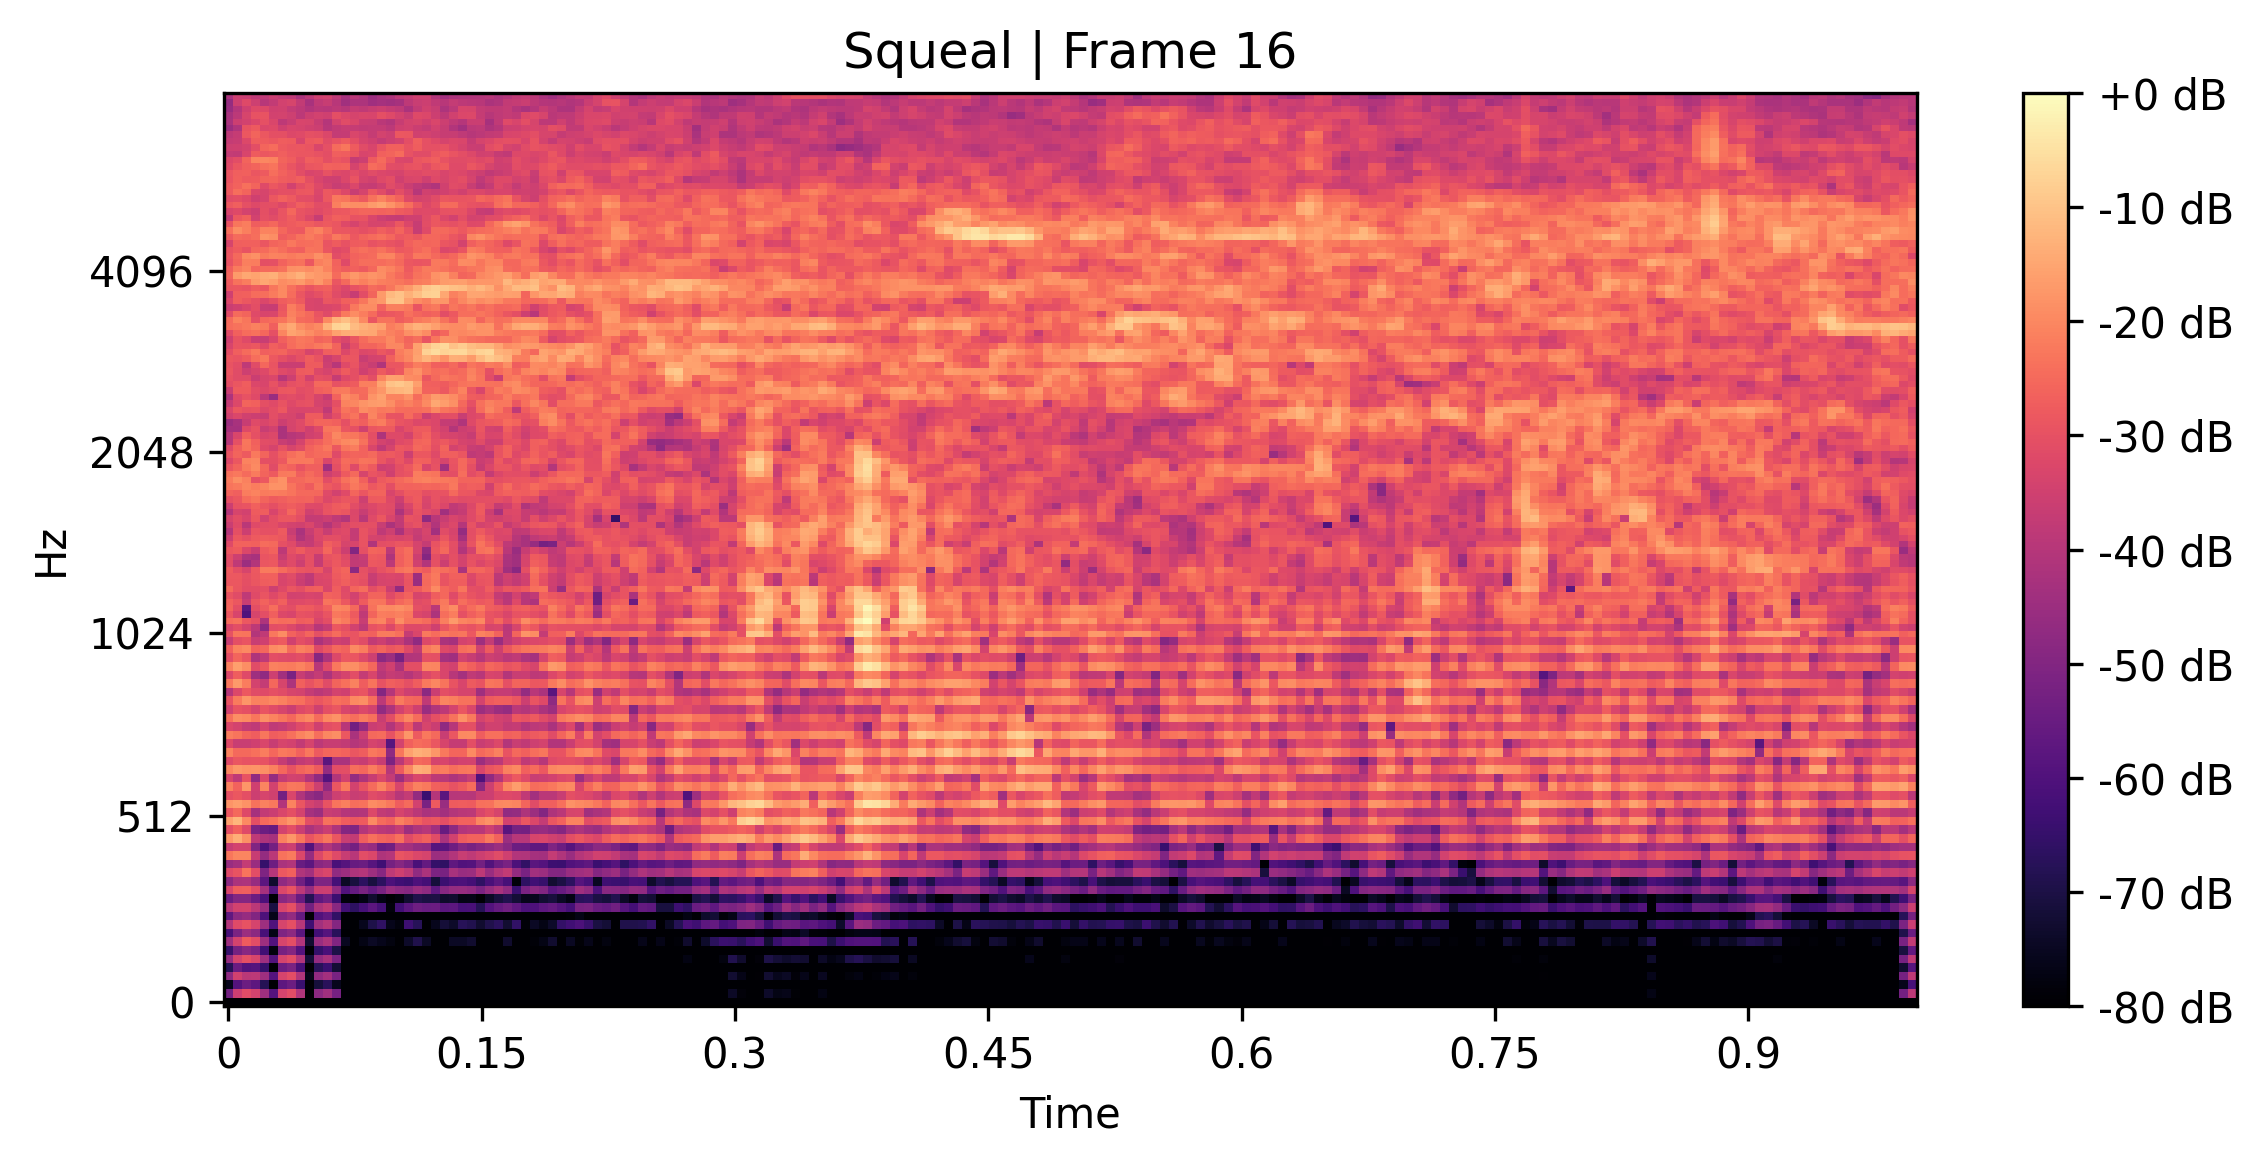 Squeal | Frame 16
+0 dB
-10 dB
-20 dB
-30 dB
-40 dB
-50 dB
-60 dB
-70 dB
-80 dB
Hz
4096
2048
1024
512
0
0 0.15 0.3 0.45 0.6 0.75 0.9
Time